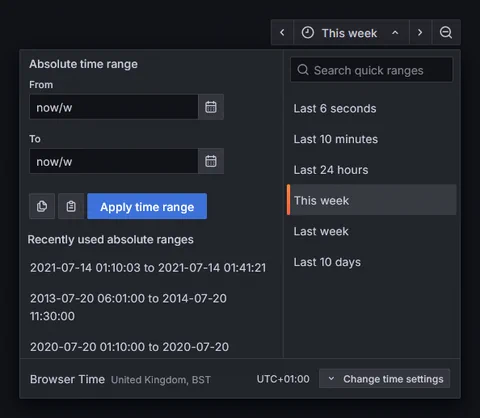 This week
Absolute time range
From
now/w
To
now/w
Apply time range
Recently used absolute ranges
2021-07-14 01:10:03 to 2021-07-14 01:41:21
2013-07-20 06:01:00 to 2014-07-20
11:30:00
2020-07-20 01:10:00 to 2020-07-20
Search quick ranges
Last 6 seconds
Last 10 minutes
Last 24 hours
This week
Last week
Last 10 days
Browser Time United Kingdom, BST
UTC+01:00
Change time settings